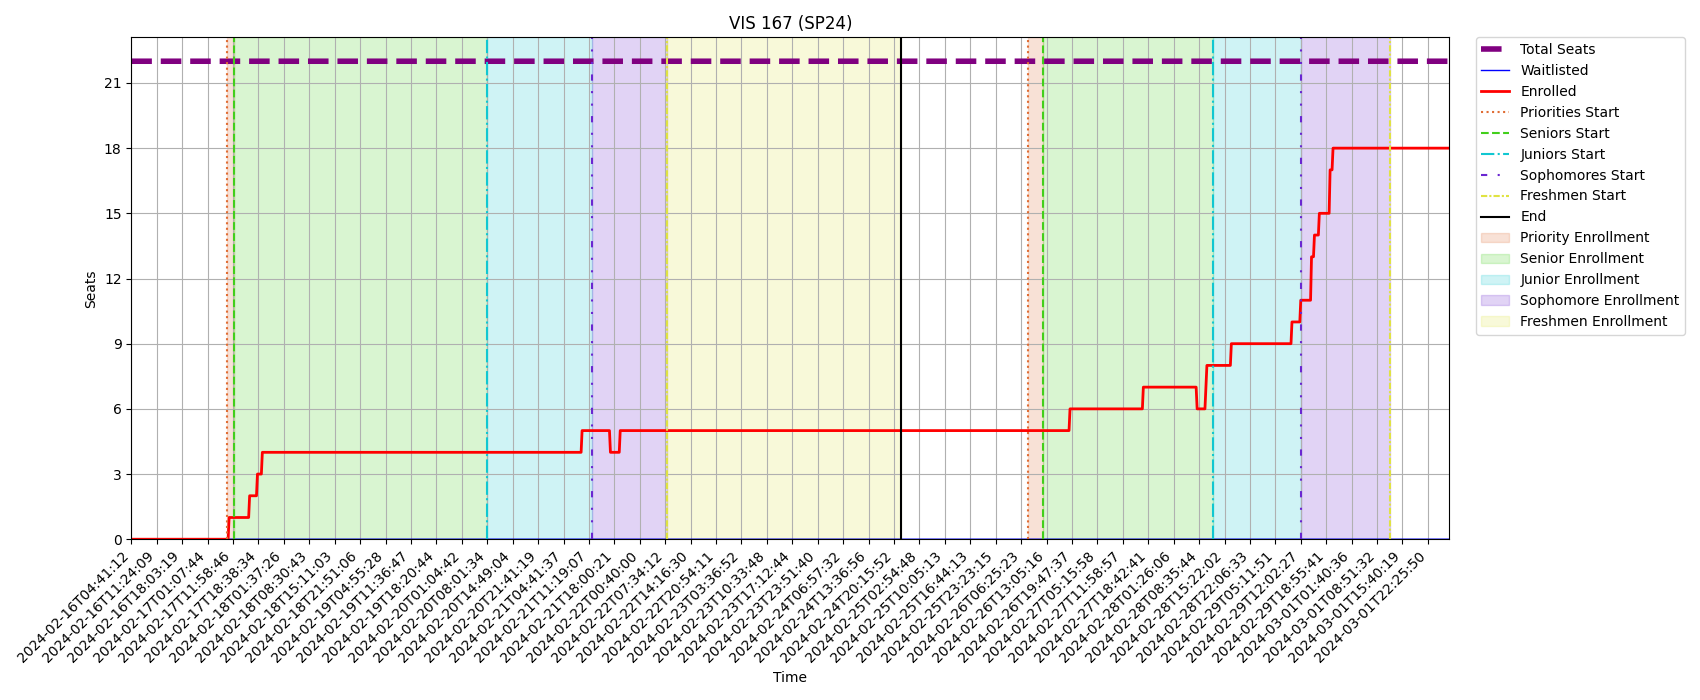 VIS 167 (SP24)
Seats
21
18
15
12
9
6
3
0
2024-02-16T04:41:12
2024-02-16T11:24:09
2024-02-16T18:03:19
2024-02-17T01:07:44
2024-02-17T11:58:46
2024-02-17T18:38:34
2024-02-18T01:37:26
2024-02-18T08:30:43
2024-02-18T15:11:03
2024-02-18T21:51:06
2024-02-19T04:55:28
2024-02-19T11:36:47
2024-02-19T18:20:44
2024-02-20T01:04:42
2024-02-20T08:01:34
2024-02-20T14:49:04
2024-02-20T21:41:19
2024-02-21T04:41:37
2024-02-21T11:19:07
2024-02-21T18:00:21
2024-02-22T00:40:00
2024-02-22T07:34:12
2024-02-22T14:16:30
2024-02-22T20:54:11
2024-02-23T03:36:52
2024-02-23T10:33:48
2024-02-23T17:12:44
2024-02-23T23:51:40
2024-02-24T06:57:32
2024-02-24T13:36:56
2024-02-24T20:15:52
2024-02-25T02:54:48
2024-02-25T10:05:13
2024-02-25T16:44:13
2024-02-25T23:23:15
2024-02-26T06:25:23
2024-02-26T13:05:16
2024-02-26T19:47:37
2024-02-27T05:15:58
2024-02-27T11:58:57
2024-02-27T18:42:41
2024-02-28T01:26:06
2024-02-28T08:35:44
2024-02-28T15:22:02
2024-02-28T22:06:33
2024-02-29T05:11:51
2024-02-29T12:02:27
2024-02-29T18:55:41
2024-03-01T01:40:36
2024-03-01T08:51:32
2024-03-01T15:40:19
2024-03-01T22:25:50
Time
Total Seats
Waitlisted
Enrolled
Priorities Start
Seniors Start
Juniors Start
Sophomores Start
Freshmen Start
End
Priority Enrollment
Senior Enrollment
Junior Enrollment
Sophomore Enrollment
Freshmen Enrollment